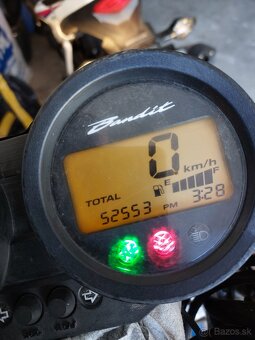 Bandit
0
km/h
E F
TOTAL
52553 PM 3:28
©Bazos.sk